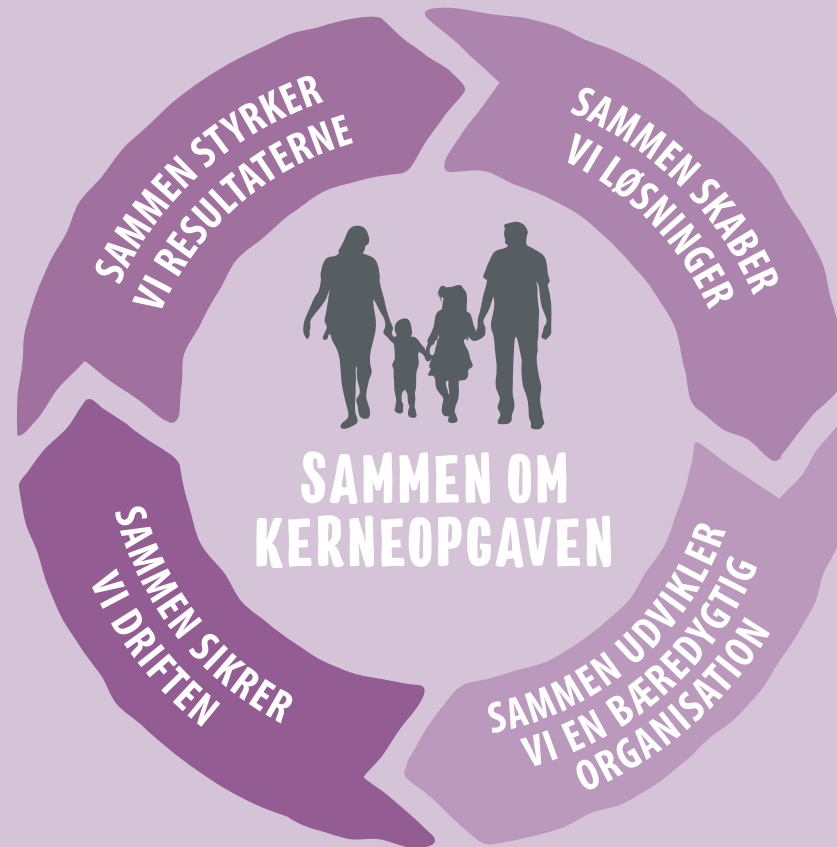 SAMMEN STYRKER
VI RESULTATERNE
SAMMEN SKABER
VI LØSNINGER
SAMMEN OM
KERNEOPGAVEN
SAMMEN SIKRER
VI DRIFTEN
SAMMEN UDVIKLER
VI EN BÆREDYGTIG
ORGANISATION